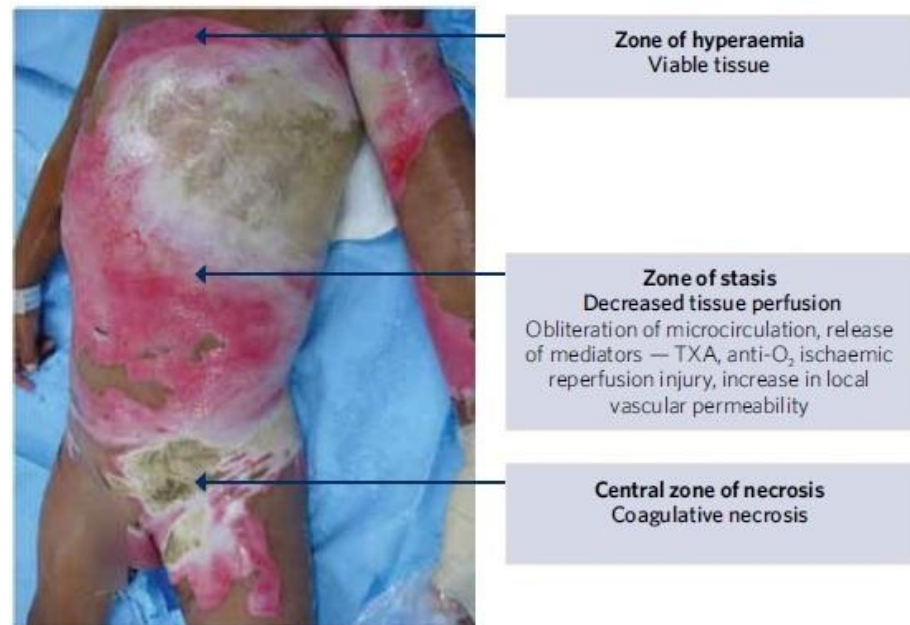 Zone of hyperaemia
Viable tissue
Zone of stasis
Decreased tissue perfusion
Obliteration of microcirculation, release
of mediators — TXA, anti-O₂ ischaemic
reperfusion injury, increase in local
vascular permeability
Central zone of necrosis
Coagulative necrosis